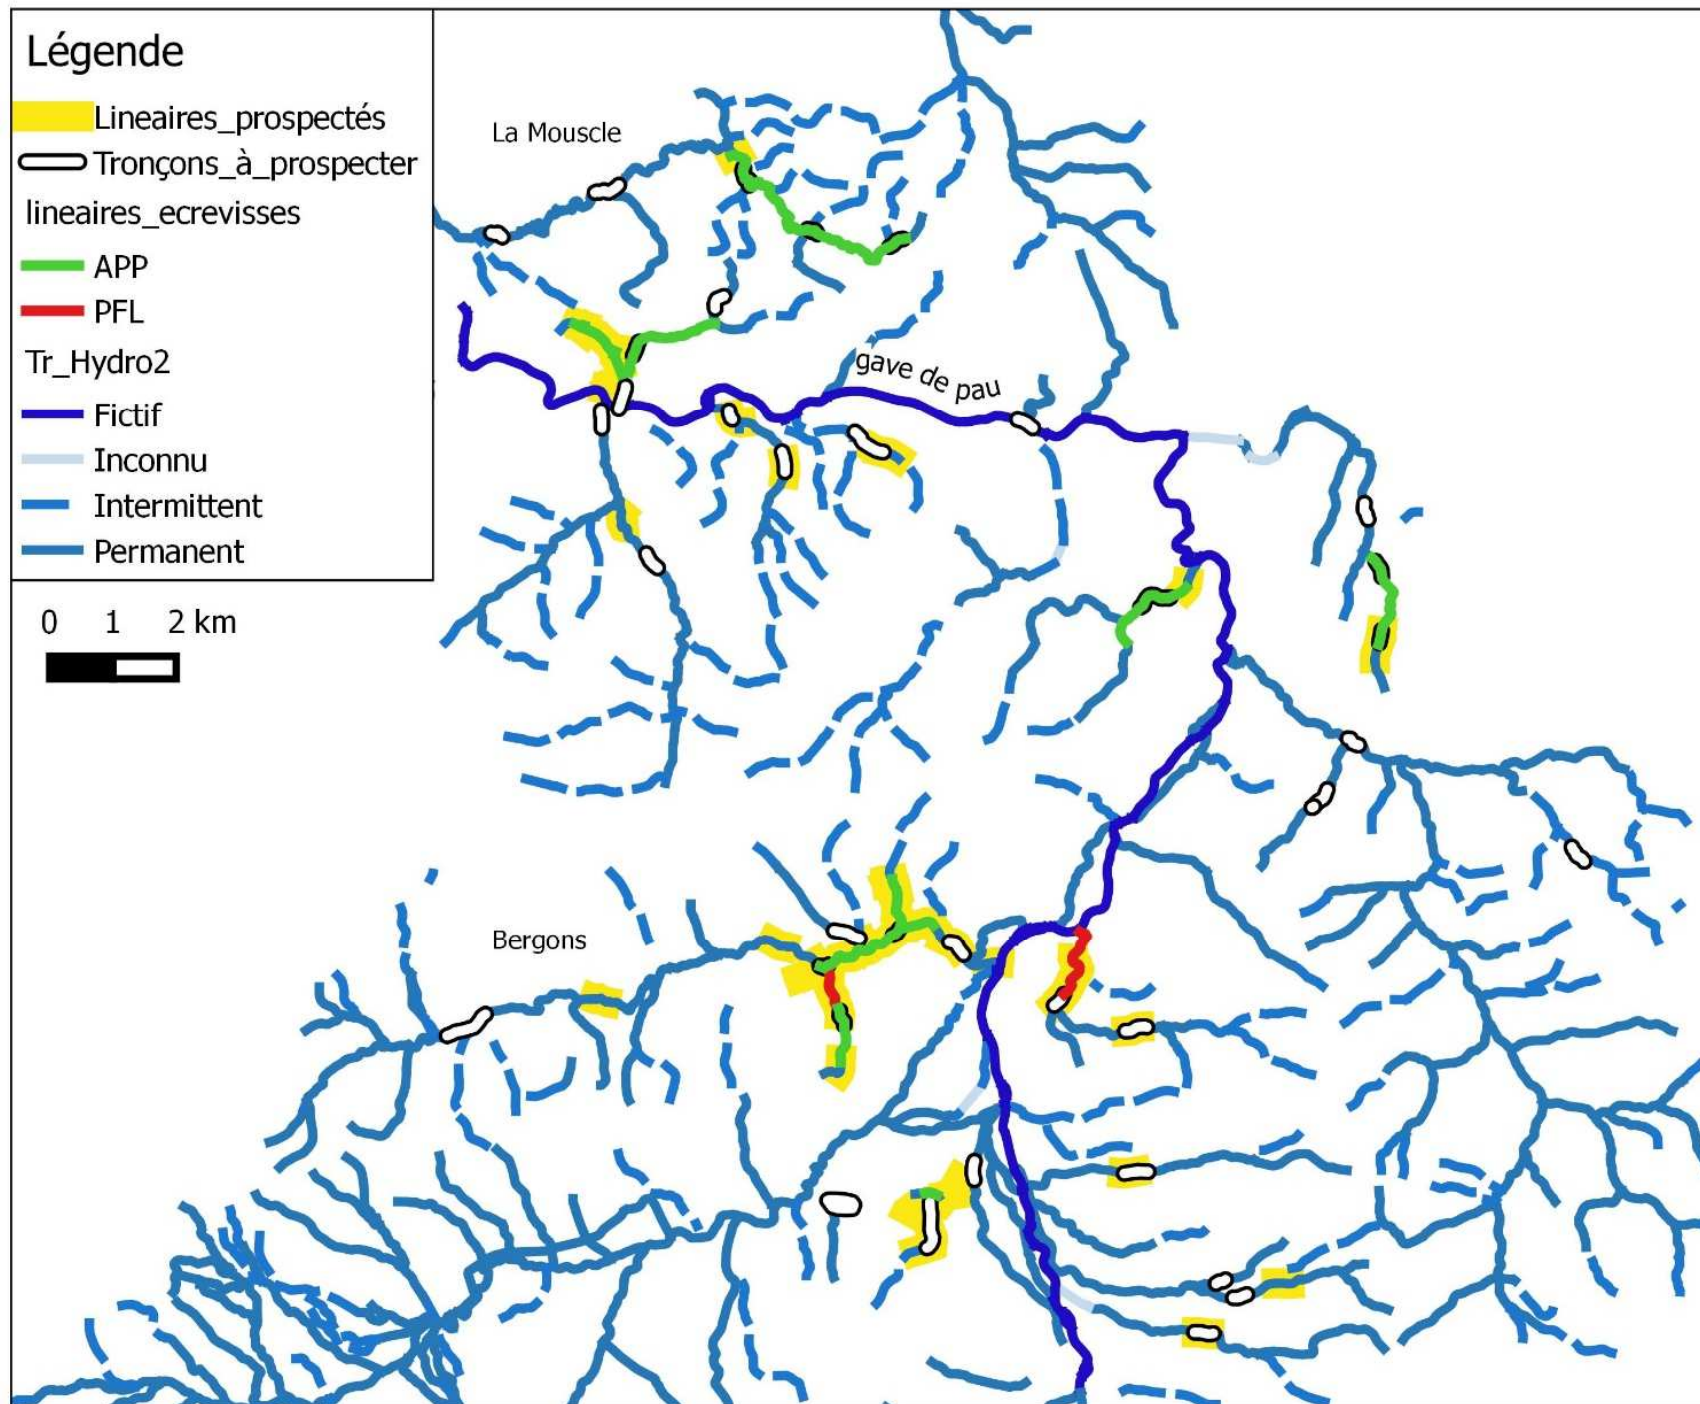 Légende
Lineaires_prospectés
Tronçons_à_prospecter
lineaires_ecrevisses
APP
PFL
Tr_Hydro2
Fictif
Inconnu
Intermittent
Permanent
0 1 2 km
La Mouscle
gave de pau
Bergons